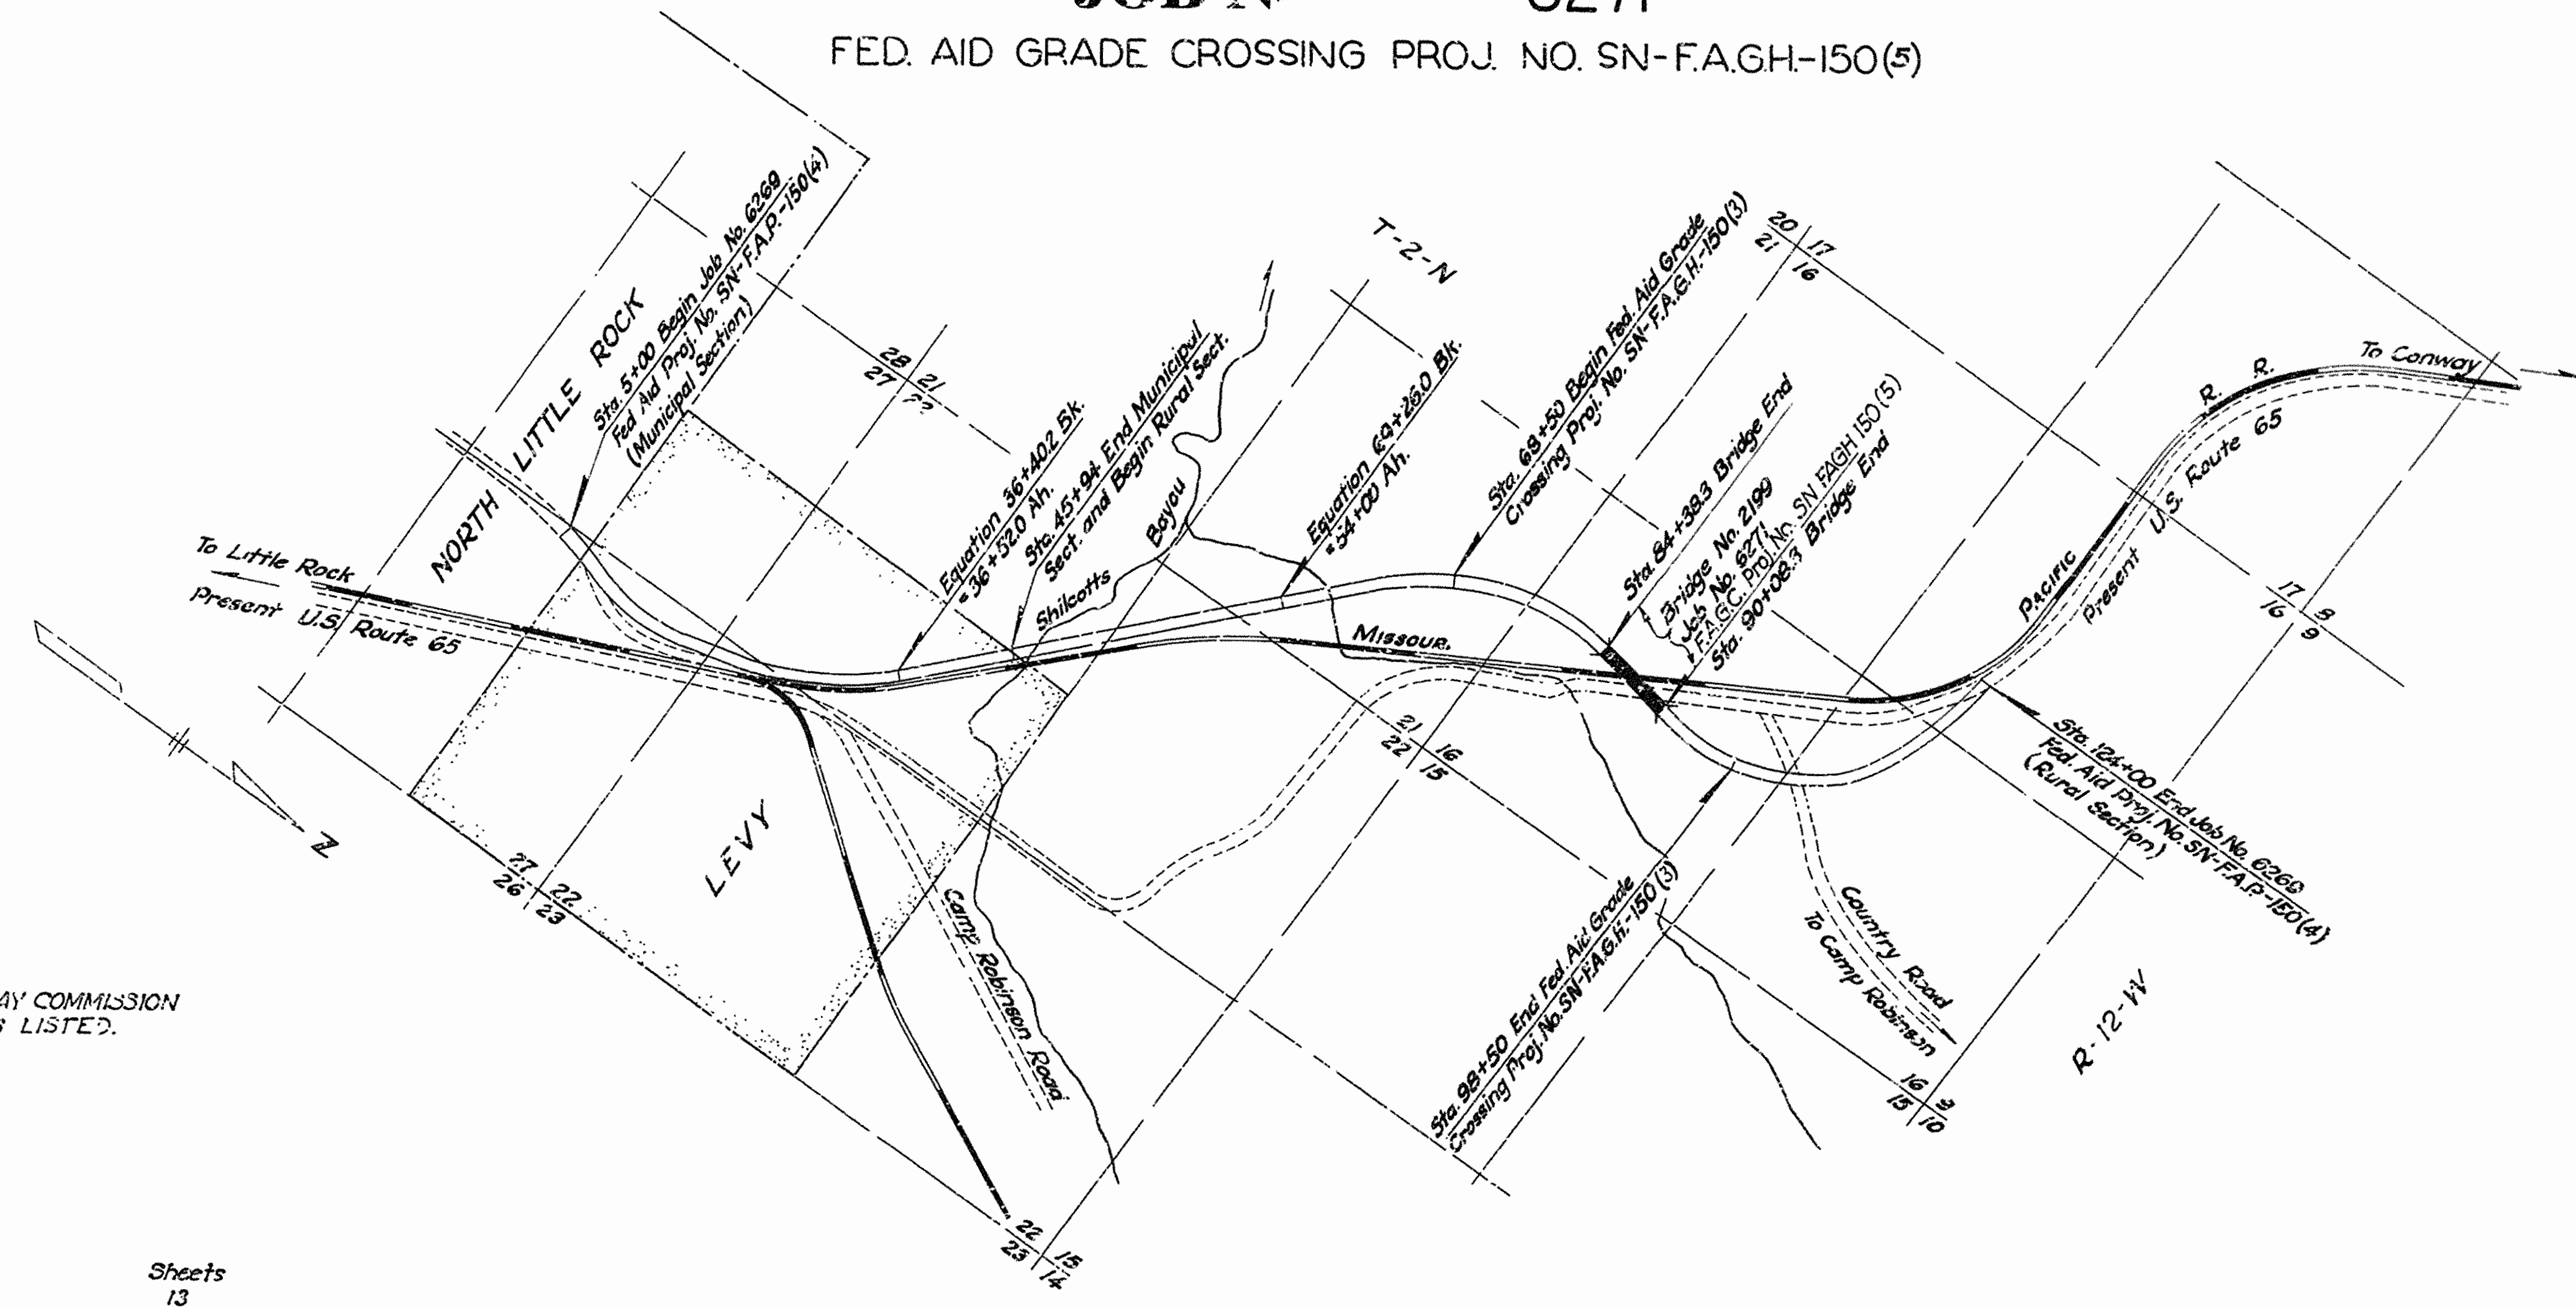 FED. AID GRADE CROSSING PROJ. NO. SN-F.A.G.H.-150(5)
NORTH LITTLE ROCK
Sta. 5+00 Begin Job No. 6269
Fed Aid Proj. No. SN-F.A.P.-150(4)
(Municipal Section)
28 21
27 22
T-2-N
20 17
21 16
To Little Rock
Present U.S. Route 65
Equation 36+40.2 Bk.
=36+52.0 Ah.
Sta. 45+94 End Municipal
Sect. and Begin Rural Sect.
Shilcotts Bayou
Equation 69+26.0 Bk.
=54+00 Ah.
Sta. 68+50 Begin Fed. Aid Grade
Crossing Proj. No. SN-F.A.G.H.-150(3)
Sta. 84+38.3 Bridge End
Bridge No. 2199
Job No. 6271
F.A.G.C. Proj. No. SN FAGH 150(5)
Sta. 90+08.3 Bridge End
MISSOUR. PACIFIC R. R.
To Conway
Present U.S. Route 65
17 8
16 9
21 16
22 15
Sta. 124+00 End Job No. 6269
Fed. Aid Proj. No. SN-F.A.P.-150(4)
(Rural Section)
Z
LEVY
27 22
26 23
Camp Robinson Road
Sta. 98+50 End Fed. Aid Grade
Crossing Proj. No. SN-F.A.G.H.-150(3)
Country Road
To Camp Robinson
R-12-W
16 9
15 10
AY COMMISSION
S LISTED.
22 15
23 14
Sheets
13